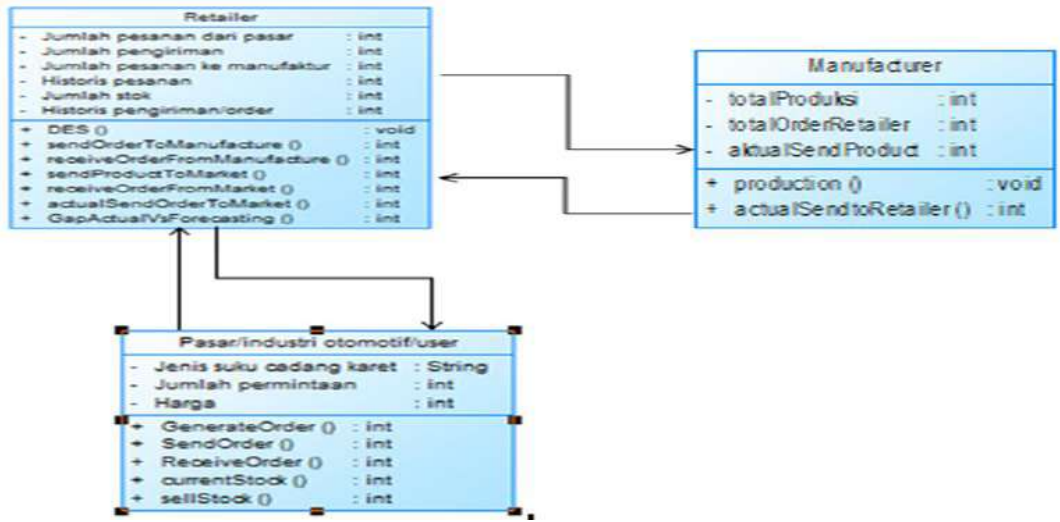 Retailer
- Jumlah pesanan dari pasar : int
- Jumlah pengiriman : int
- Jumlah pesanan ke manufaktur : int
- Historis pesanan : int
- Jumlah stok : int
- Historis pengiriman/order : int
+ DES () : void
+ sendOrderToManufacture () : int
+ receiveOrderFromManufacture () : int
+ sendProductToMarket () : int
+ receiveOrderFromMarket () : int
+ actualSendOrderToMarket () : int
+ GapActualVsForecasting () : int
Manufacturer
- totalProduksi : int
- totalOrderRetailer : int
- aktualSendProduct : int
+ production () : void
+ actualSendtoRetailer () : int
Pasar/industri otomotif/user
- Jenis suku cadang karet : String
- Jumlah permintaan : int
- Harga : int
+ GenerateOrder () : int
+ SendOrder () : int
+ ReceiveOrder () : int
+ currentStock () : int
+ sellStock () : int